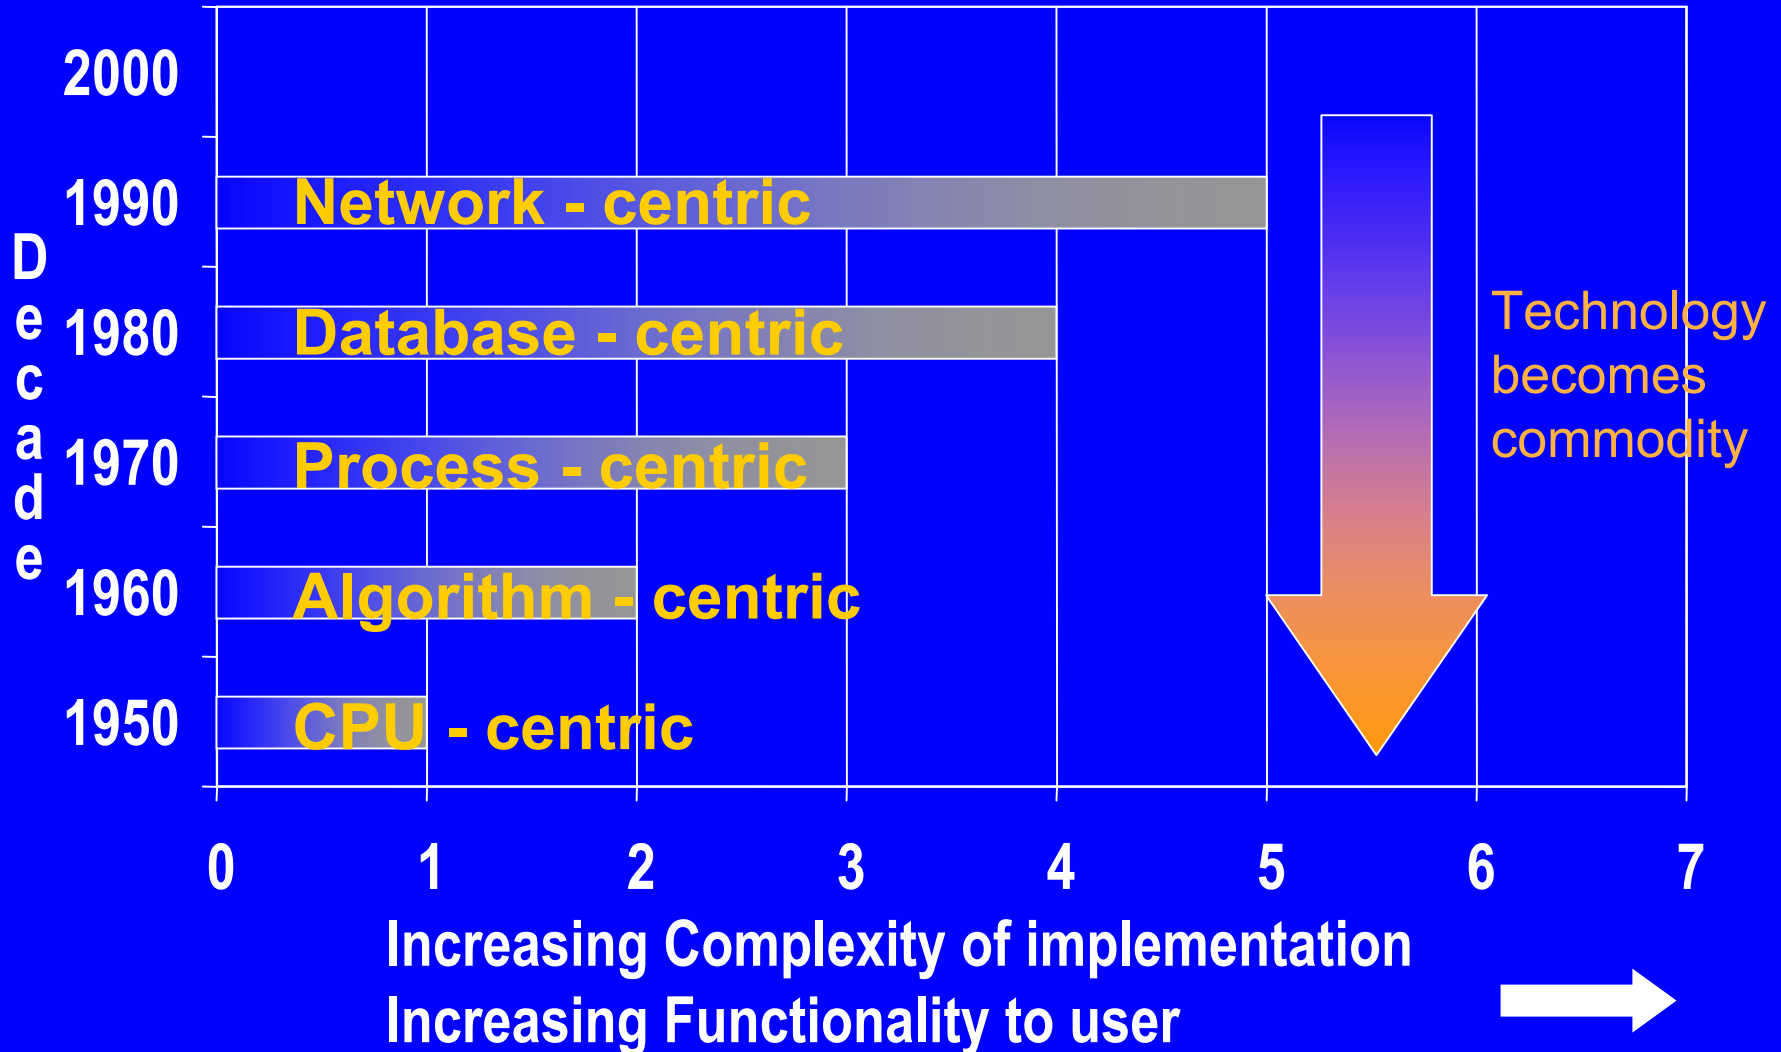 2000
1990 Network - centric
1980 Database - centric
1970 Process - centric
1960 Algorithm - centric
1950 CPU - centric
Decade
Technology
becomes
commodity
0 1 2 3 4 5 6 7
Increasing Complexity of implementation
Increasing Functionality to user